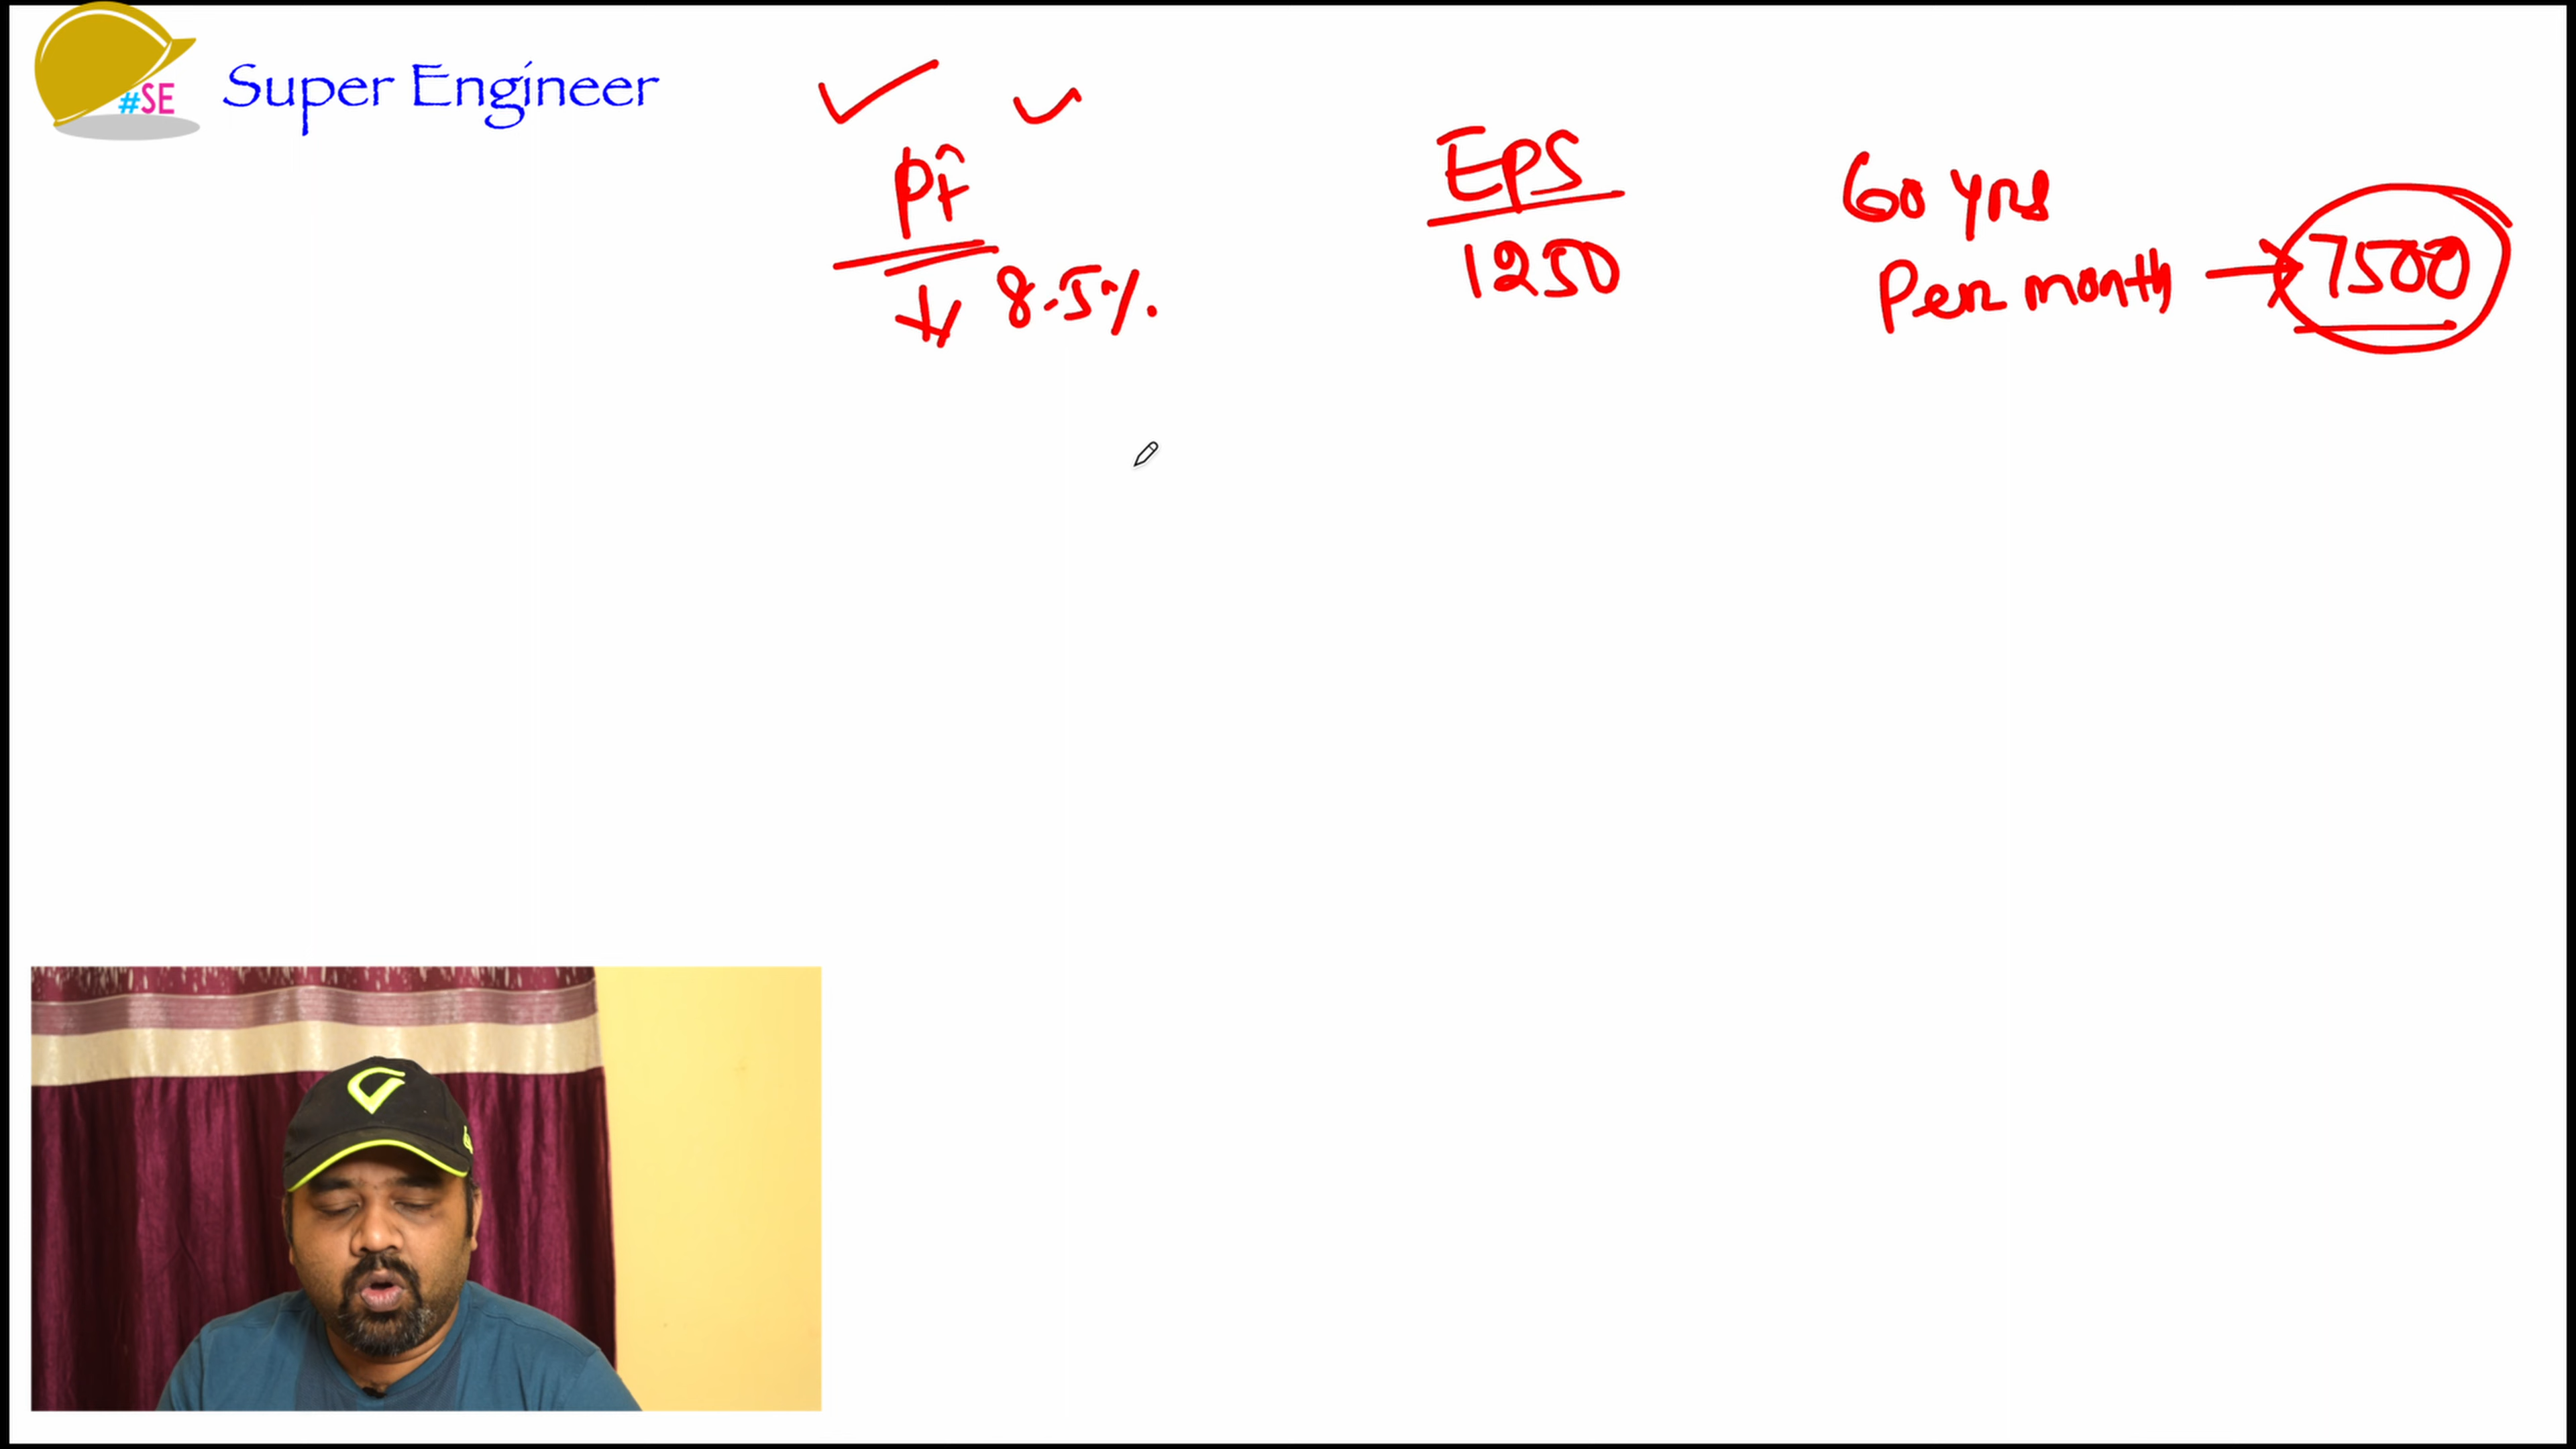 #SE
Super Engineer
Pf
8.5%
EPS
1250
60 yrs
Per month → 7500